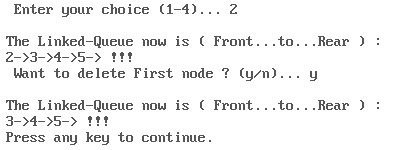 Enter your choice (1-4)... 2
The Linked-Queue now is ( Front...to...Rear ) :
2->3->4->5-> !!!
Want to delete First node ? (y/n)... y
The Linked-Queue now is ( Front...to...Rear ) :
3->4->5-> !!!
Press any key to continue.